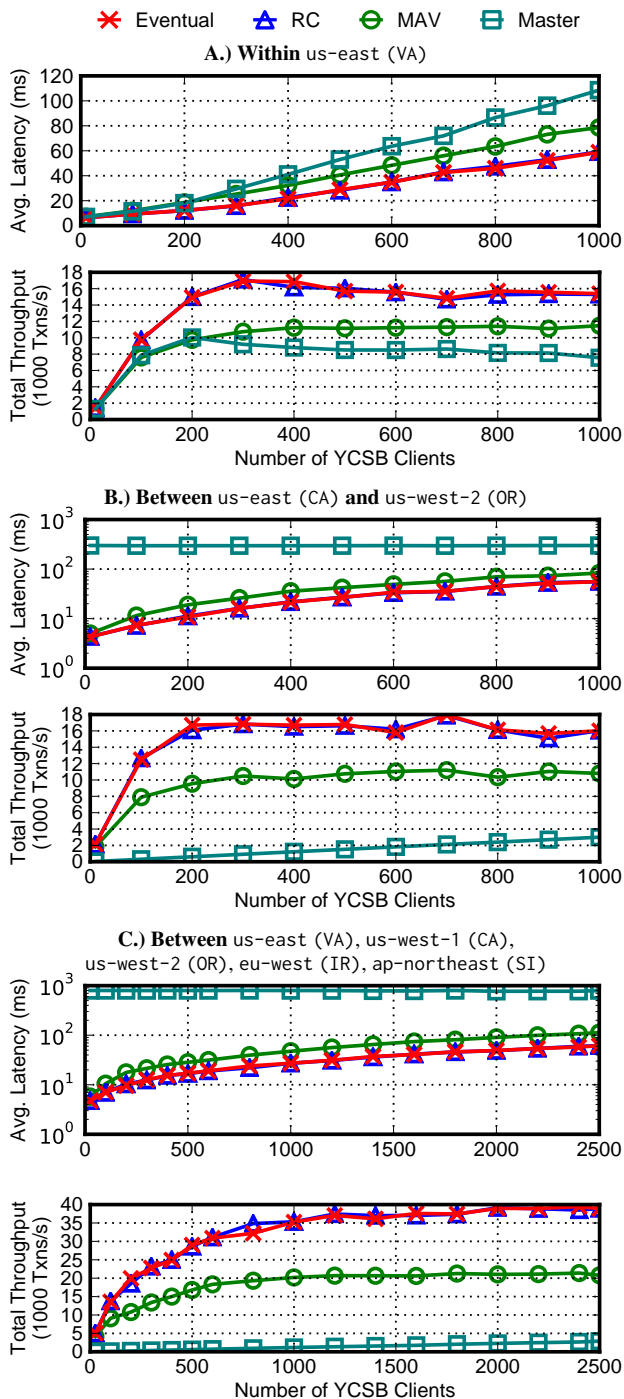 Eventual RC MAV Master
A.) Within us-east (VA)
Avg. Latency (ms)
120
100
80
60
40
20
0
0 200 400 600 800 1000
Total Throughput
(1000 Txns/s)
18
16
14
12
10
8
6
4
2
0
0 200 400 600 800 1000
Number of YCSB Clients
B.) Between us-east (CA) and us-west-2 (OR)
Avg. Latency (ms)
10³
10²
10¹
10⁰
0 200 400 600 800 1000
Total Throughput
(1000 Txns/s)
18
16
14
12
10
8
6
4
2
0
0 200 400 600 800 1000
Number of YCSB Clients
C.) Between us-east (VA), us-west-1 (CA),
us-west-2 (OR), eu-west (IR), ap-northeast (SI)
Avg. Latency (ms)
10³
10²
10¹
10⁰
0 500 1000 1500 2000 2500
Total Throughput
(1000 Txns/s)
40
35
30
25
20
15
10
5
0
0 500 1000 1500 2000 2500
Number of YCSB Clients